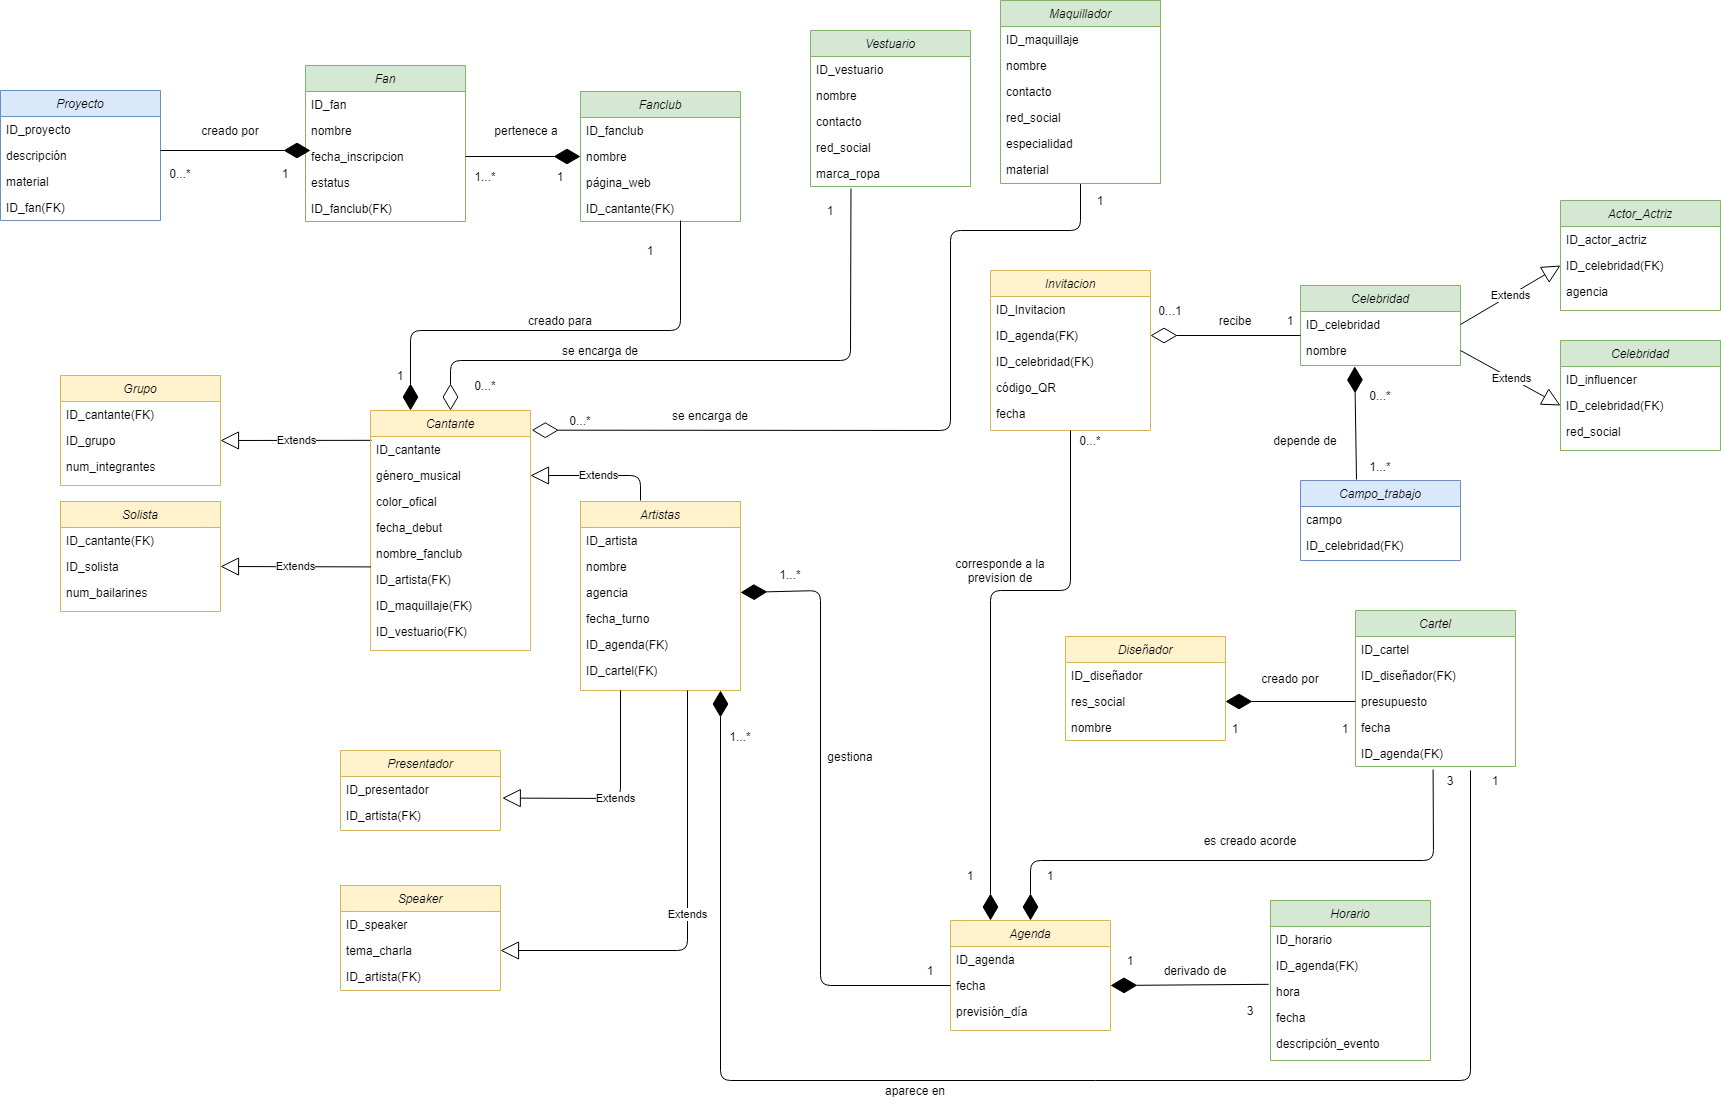 Proyecto
ID_proyecto
descripción
material
ID_fan(FK)
creado por
0...*
1
Fan
ID_fan
nombre
fecha_inscripcion
estatus
ID_fanclub(FK)
pertenece a
1...*
1
Fanclub
ID_fanclub
nombre
página_web
ID_cantante(FK)
1
creado para
1
Vestuario
ID_vestuario
nombre
contacto
red_social
marca_ropa
1
se encarga de
0...*
Maquillador
ID_maquillaje
nombre
contacto
red_social
especialidad
material
1
se encarga de
0...*
Invitacion
ID_Invitacion
ID_agenda(FK)
ID_celebridad(FK)
código_QR
fecha
0...*
0...1
recibe
1
Celebridad
ID_celebridad
nombre
Extends
Extends
Actor_Actriz
ID_actor_actriz
ID_celebridad(FK)
agencia
Celebridad
ID_influencer
ID_celebridad(FK)
red_social
0...*
depende de
1...*
Campo_trabajo
campo
ID_celebridad(FK)
Grupo
ID_cantante(FK)
ID_grupo
num_integrantes
Extends
Solista
ID_cantante(FK)
ID_solista
num_bailarines
Extends
Cantante
ID_cantante
género_musical
color_ofical
fecha_debut
nombre_fanclub
ID_artista(FK)
ID_maquillaje(FK)
ID_vestuario(FK)
Extends
Artistas
ID_artista
nombre
agencia
fecha_turno
ID_agenda(FK)
ID_cartel(FK)
1...*
1...*
gestiona
1
corresponde a la
prevision de
1
Diseñador
ID_diseñador
res_social
nombre
creado por
1
1
Cartel
ID_cartel
ID_diseñador(FK)
presupuesto
fecha
ID_agenda(FK)
3
1
es creado acorde
1
Presentador
ID_presentador
ID_artista(FK)
Extends
Speaker
ID_speaker
tema_charla
ID_artista(FK)
Extends
Agenda
ID_agenda
fecha
previsión_día
1
derivado de
3
Horario
ID_horario
ID_agenda(FK)
hora
fecha
descripción_evento
aparece en